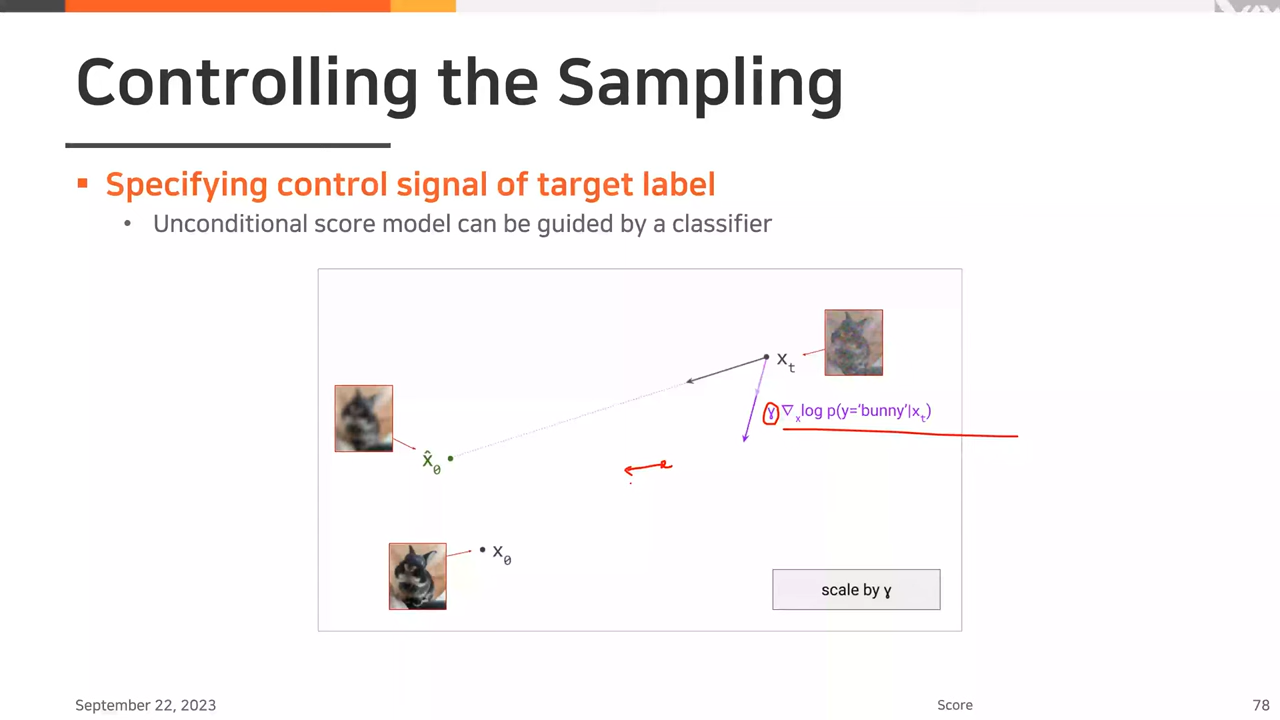 Controlling the Sampling
Specifying control signal of target label
• Unconditional score model can be guided by a classifier
x_t
γ ∇_x log p(y='bunny'|x_t)
x̂_0
x_0
scale by γ
September 22, 2023
Score
78